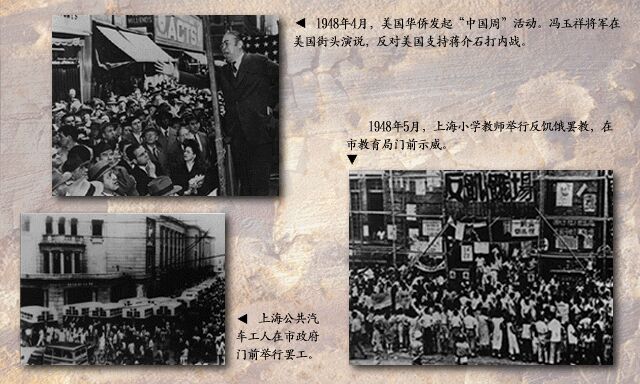 ◀ 1948年4月，美国华侨发起“中国周”活动。冯玉祥将军在
美国街头演说，反对美国支持蒋介石打内战。
1948年5月，上海小学教师举行反饥饿罢教，在
市教育局门前示威。
▼
ACTS
◀ 上海公共汽
车工人在市政府
门前举行罢工。